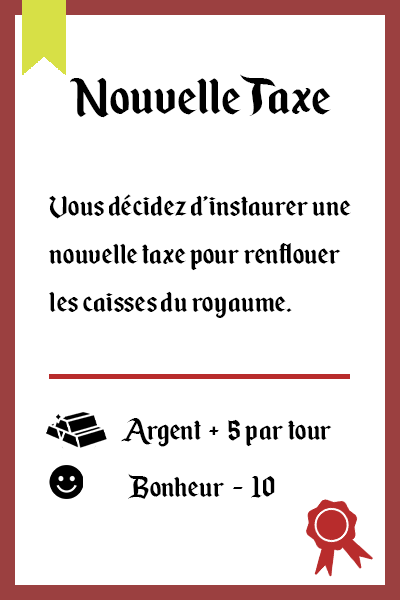 Nouvelle Taxe
Vous décidez d'instaurer une
nouvelle taxe pour renflouer
les caisses du royaume.
Argent + 5 par tour
Bonheur - 10